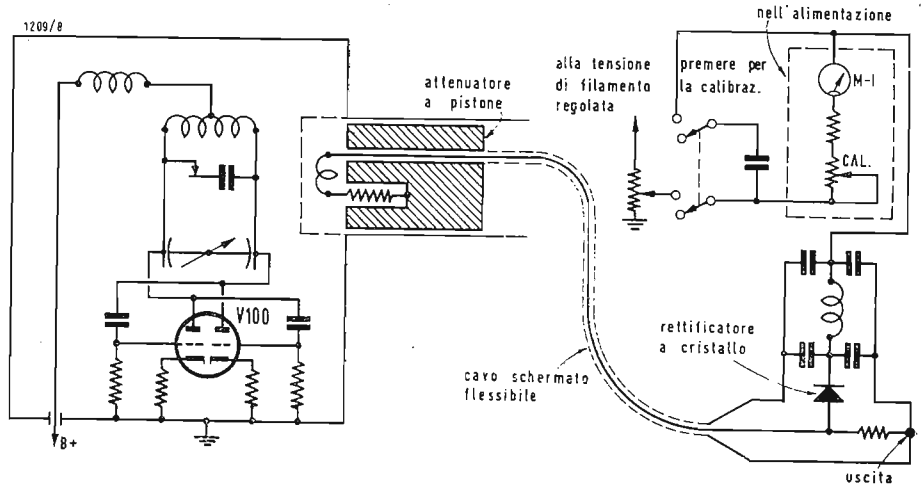 1209/8
nell'alimentazione
alla tensione
di filamento
regolata
premere per
la calibraz.
M-I
CAL.
attenuatore
a pistone
V100
rettificatore
a cristallo
cavo schermato
flessibile
B+
uscita